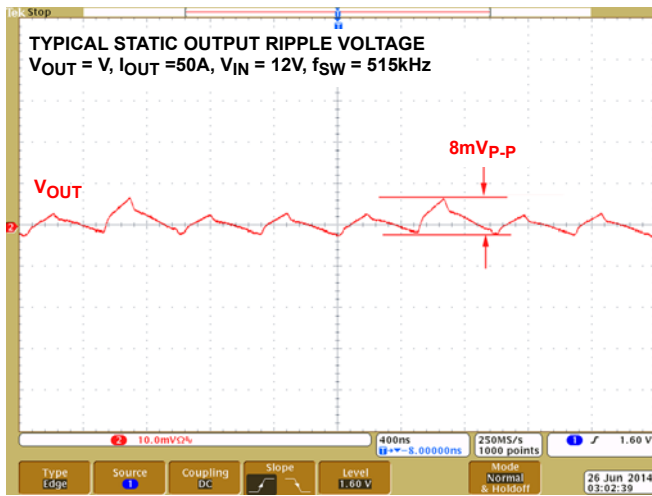 Tek Stop
TYPICAL STATIC OUTPUT RIPPLE VOLTAGE
VOUT = V, IOUT =50A, VIN = 12V, fSW = 515kHz
8mVP-P
VOUT
2
2 10.0mVΩ
400ns
-8.00000ns
250MS/s
1000 points
1 1.60 V
Type
Edge
Source
1
Coupling
DC
Slope
Level
1.60 V
Mode
Normal
& Holdoff
26 Jun 2014
03:02:39